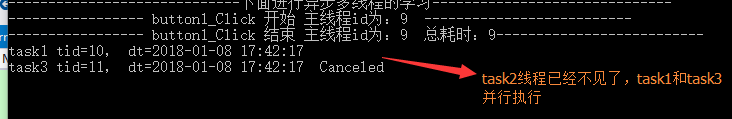 下面进行异步多线程的学习---------------------------------------
------------------ button1_Click 开始 主线程id为：9 --------------------------
------------------ button1_Click 结束 主线程id为：9 总耗时：9--------------------------
task1 tid=10, dt=2018-01-08 17:42:17
task3 tid=11, dt=2018-01-08 17:42:17 Canceled
task2线程已经不见了，task1和task3
并行执行